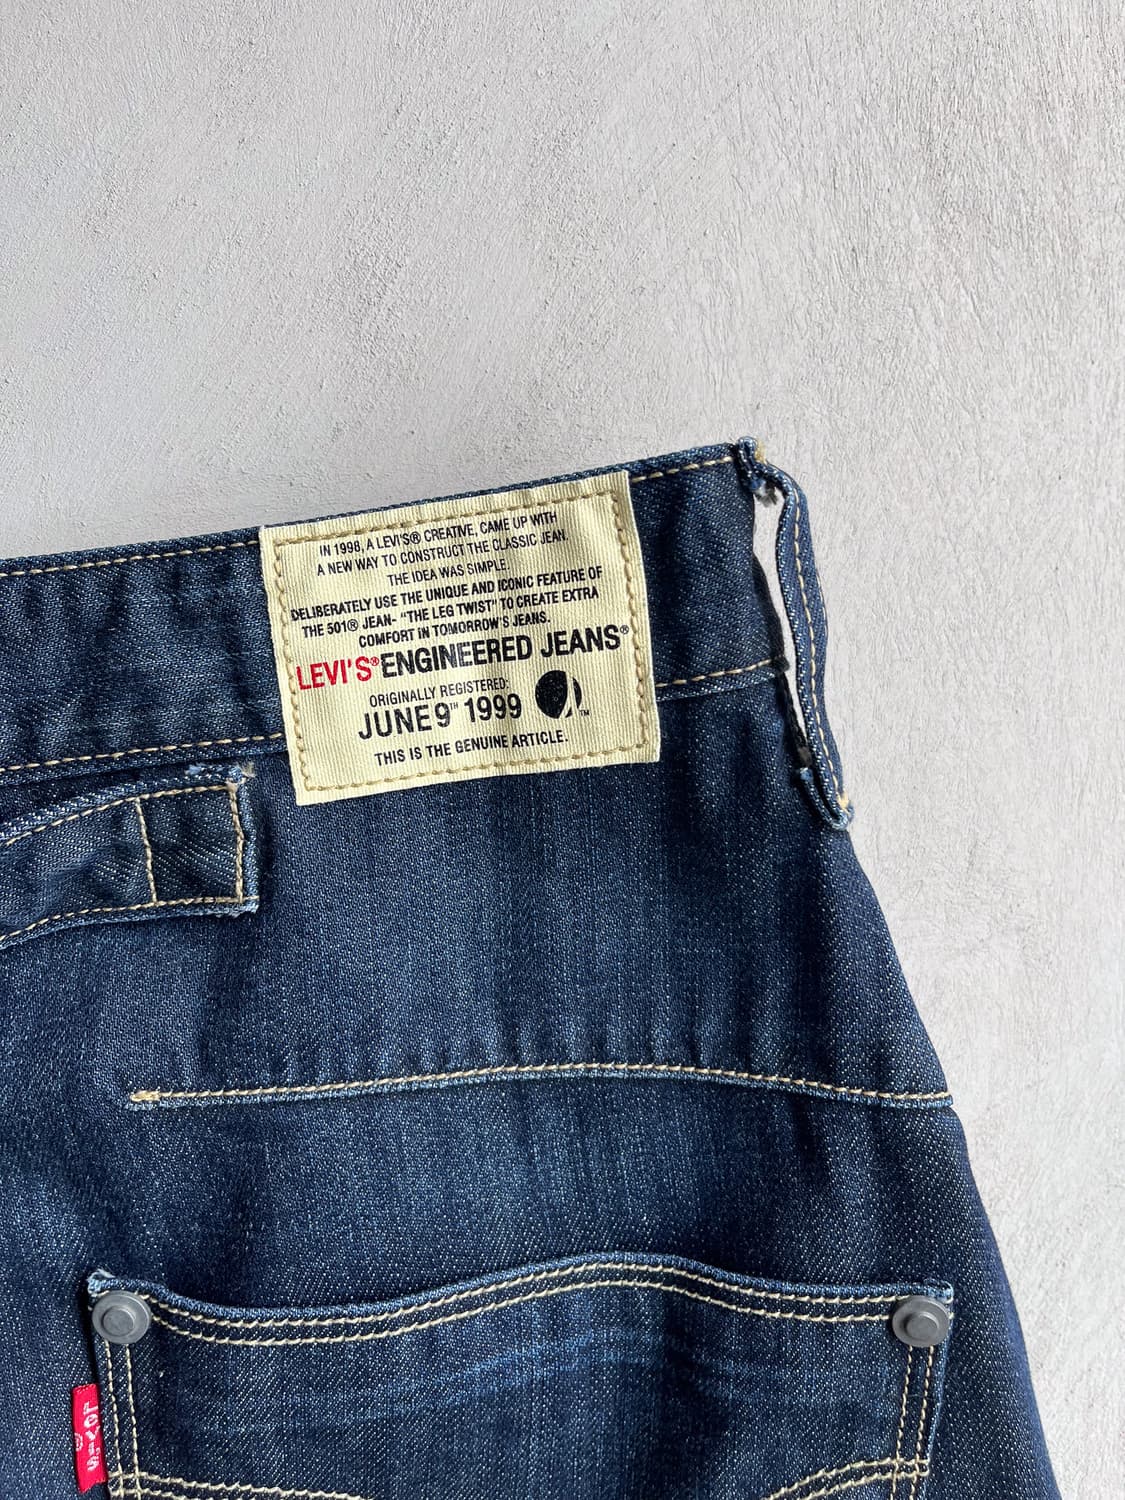 IN 1998, A LEVI'S® CREATIVE, CAME UP WITH
A NEW WAY TO CONSTRUCT THE CLASSIC JEAN.
THE IDEA WAS SIMPLE.
DELIBERATELY USE THE UNIQUE AND ICONIC FEATURE OF
THE 501® JEAN- "THE LEG TWIST" TO CREATE EXTRA
COMFORT IN TOMORROW'S JEANS.
LEVI'S® ENGINEERED JEANS®
ORIGINALLY REGISTERED:
JUNE 9TH 1999 ™
THIS IS THE GENUINE ARTICLE.
LEVI'S ®